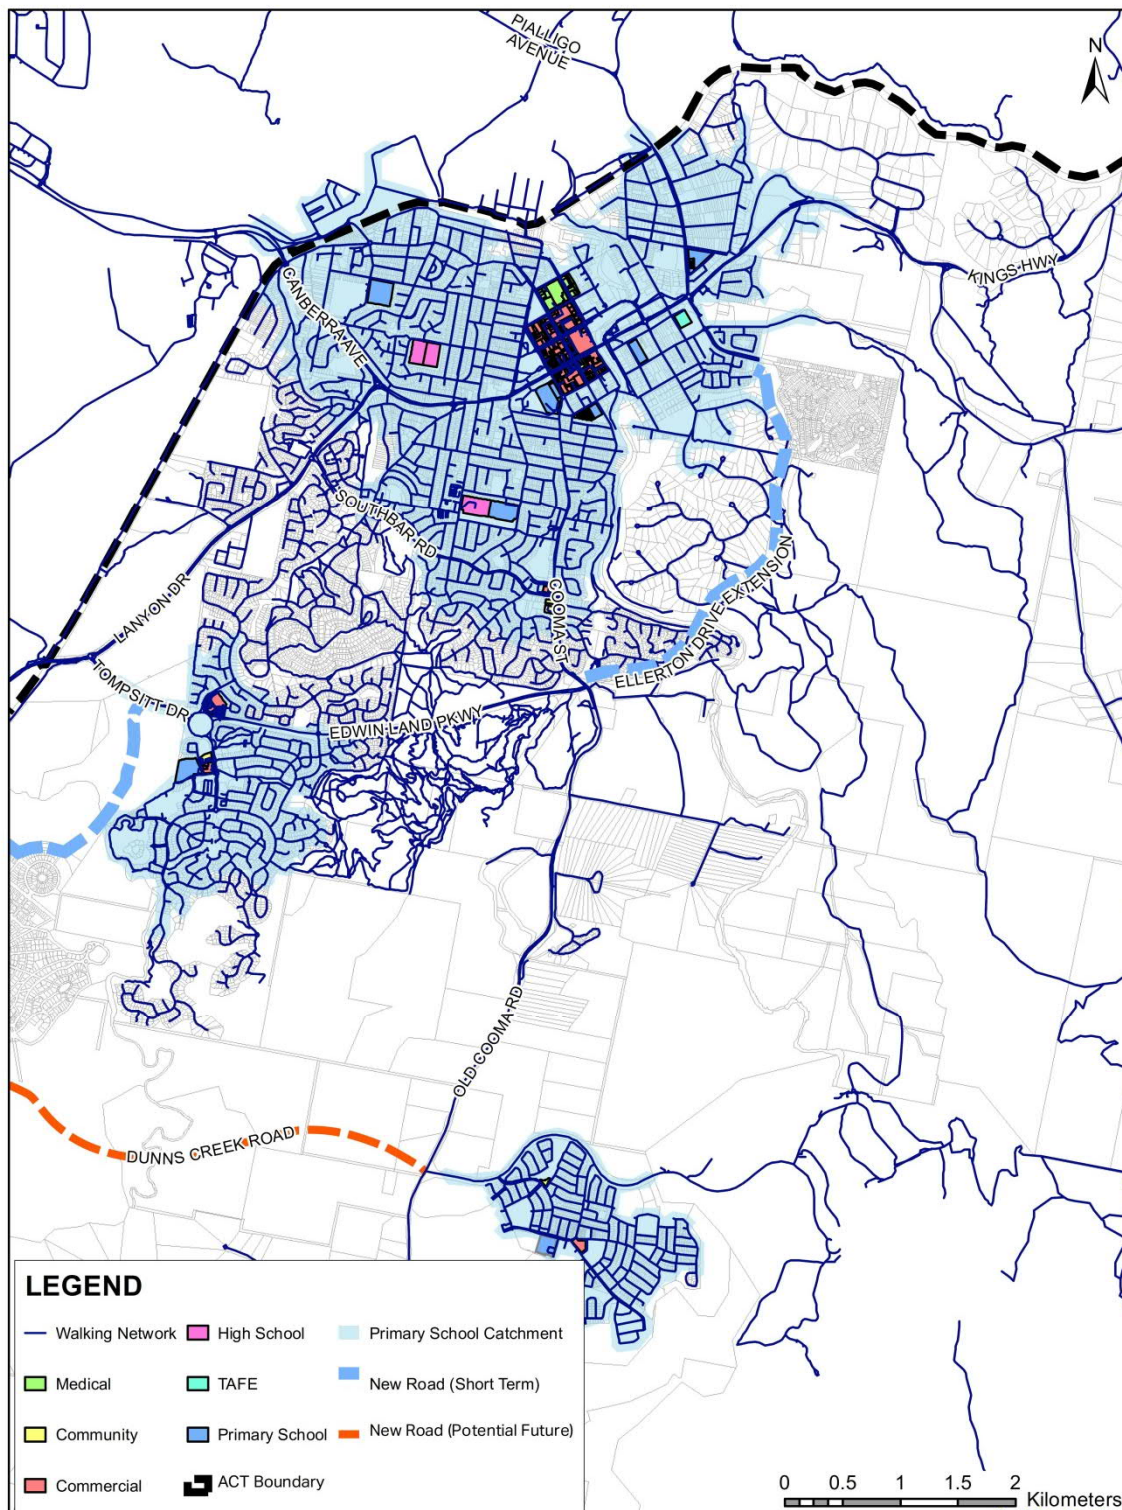 PIALLIGO
AVENUE
N
KINGS HWY
CANBERRA AVE
SOUTHBAR RD
LANYON DR
COOMA ST
ELLERTON DRIVE EXTENSION
TOMPSITT DR
EDWIN LAND PKWY
OLD COOMA RD
DUNNS CREEK ROAD
LEGEND
Walking Network
High School
Primary School Catchment
Medical
TAFE
New Road (Short Term)
Community
Primary School
New Road (Potential Future)
Commercial
ACT Boundary
0 0.5 1 1.5 2
Kilometers